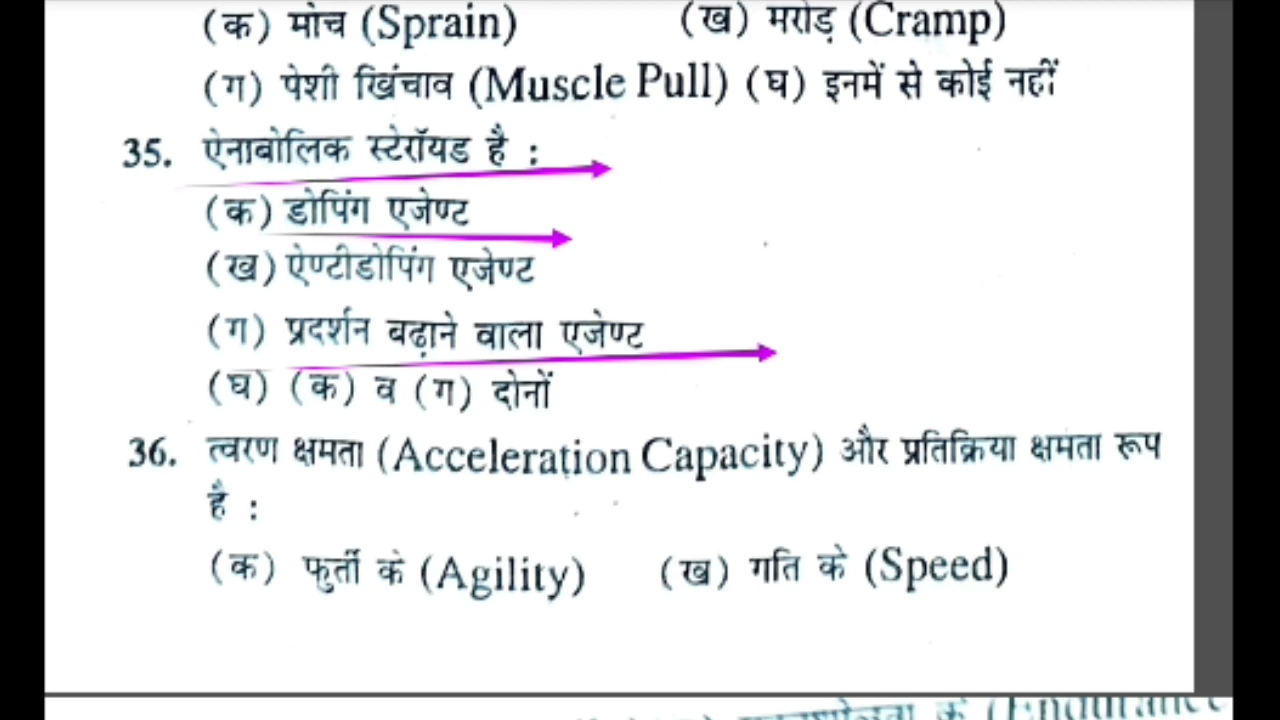 (क) मोच (Sprain) (ख) मरोड़ (Cramp)
(ग) पेशी खिंचाव (Muscle Pull) (घ) इनमें से कोई नहीं
35. ऐनाबोलिक स्टेरॉयड है :
(क) डोपिंग एजेण्ट
(ख) ऐण्टीडोपिंग एजेण्ट
(ग) प्रदर्शन बढ़ाने वाला एजेण्ट
(घ) (क) व (ग) दोनों
36. त्वरण क्षमता (Acceleration Capacity) और प्रतिक्रिया क्षमता रूप
है :
(क) फुर्ती के (Agility) (ख) गति के (Speed)